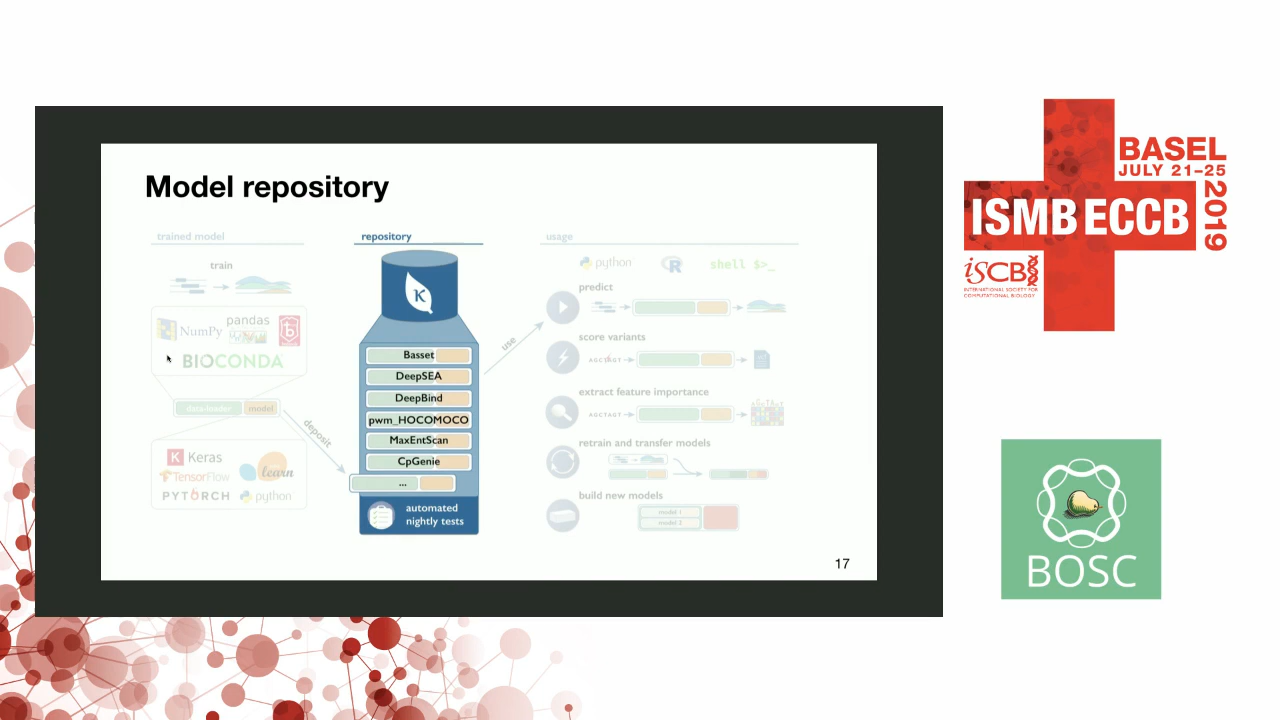 Model repository
trained model
train
NumPy
pandas
BIOCONDA
data-loader
model
deposit
Keras
TensorFlow
learn
PYTORCH
python
repository
K
Basset
DeepSEA
DeepBind
pwm_HOCOMOCO
MaxEntScan
CpGenie
...
automated
nightly tests
use
usage
python
R
shell $>_
predict
score variants
AGCTAGT
extract feature importance
AGCTAGT
retrain and transfer models
build new models
model 1
model 2
17
BASEL
JULY 21-25
2019
ISMB ECCB
ISCB
INTERNATIONAL SOCIETY FOR
COMPUTATIONAL BIOLOGY
BOSC